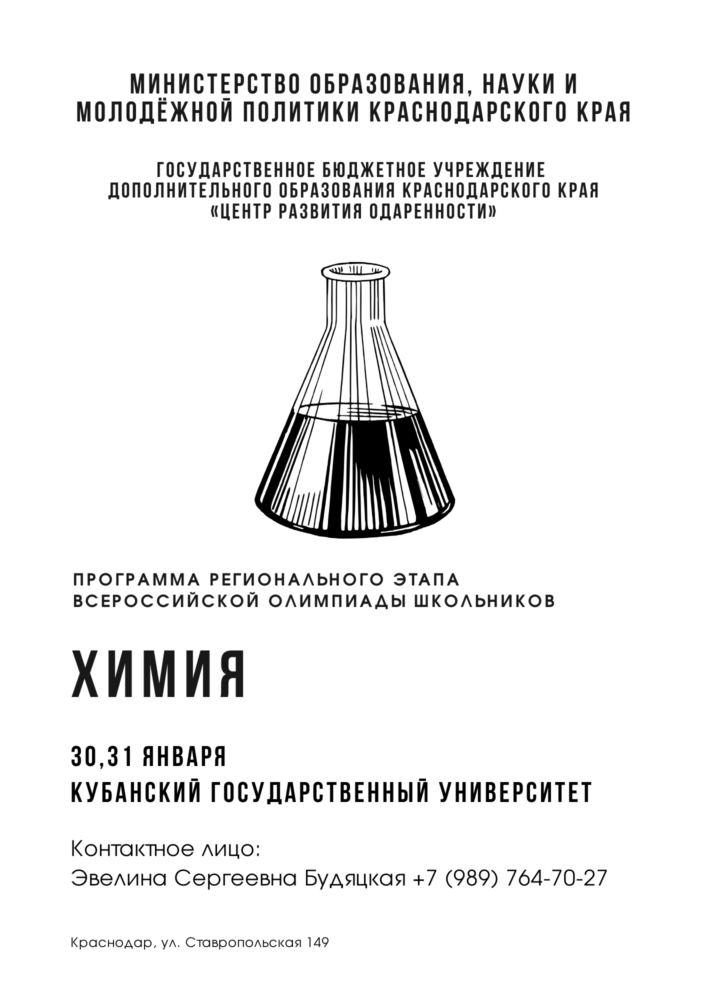 МИНИСТЕРСТВО ОБРАЗОВАНИЯ, НАУКИ И
МОЛОДЁЖНОЙ ПОЛИТИКИ КРАСНОДАРСКОГО КРАЯ
ГОСУДАРСТВЕННОЕ БЮДЖЕТНОЕ УЧРЕЖДЕНИЕ
ДОПОЛНИТЕЛЬНОГО ОБРАЗОВАНИЯ КРАСНОДАРСКОГО КРАЯ
«ЦЕНТР РАЗВИТИЯ ОДАРЕННОСТИ»
ПРОГРАММА РЕГИОНАЛЬНОГО ЭТАПА
ВСЕРОССИЙСКОЙ ОЛИМПИАДЫ ШКОЛЬНИКОВ
ХИМИЯ
30,31 ЯНВАРЯ
КУБАНСКИЙ ГОСУДАРСТВЕННЫЙ УНИВЕРСИТЕТ
Контактное лицо:
Эвелина Сергеевна Будяцкая +7 (989) 764-70-27
Краснодар, ул. Ставропольская 149